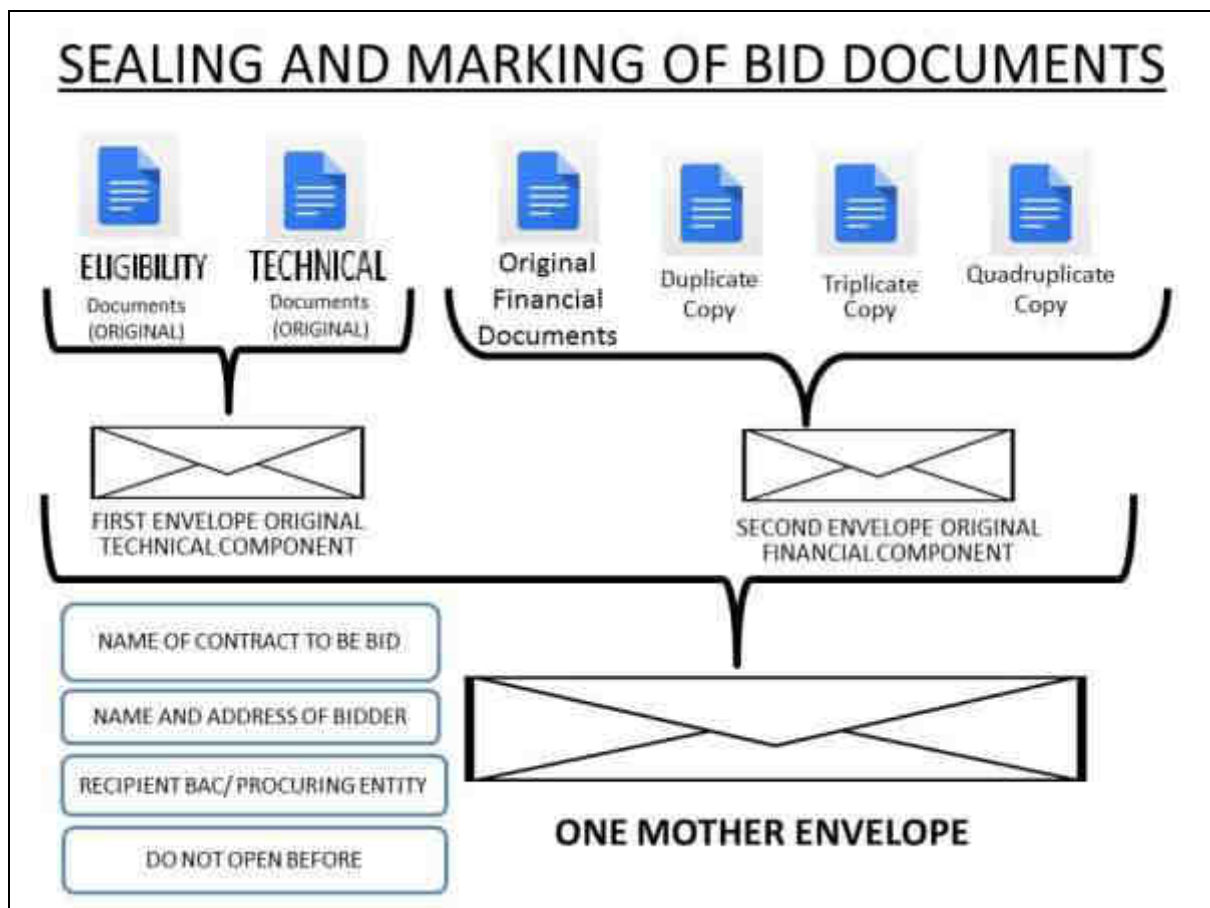 SEALING AND MARKING OF BID DOCUMENTS
ELIGIBILITY
Documents
(ORIGINAL)
TECHNICAL
Documents
(ORIGINAL)
Original
Financial
Documents
Duplicate
Copy
Triplicate
Copy
Quadruplicate
Copy
FIRST ENVELOPE ORIGINAL
TECHNICAL COMPONENT
SECOND ENVELOPE ORIGINAL
FINANCIAL COMPONENT
NAME OF CONTRACT TO BE BID
NAME AND ADDRESS OF BIDDER
RECIPIENT BAC/ PROCURING ENTITY
DO NOT OPEN BEFORE
ONE MOTHER ENVELOPE